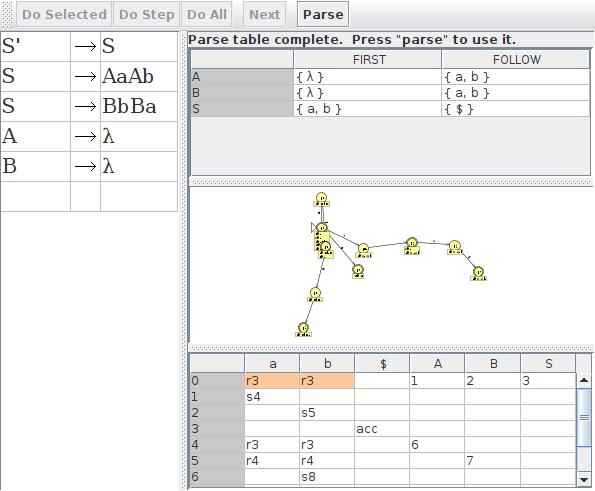 Do Selected Do Step Do All Next Parse
S' → S
S → AaAb
S → BbBa
A → λ
B → λ
Parse table complete. Press "parse" to use it.
FIRST FOLLOW
A { λ } { a, b }
B { λ } { a, b }
S { a, b } { $ }
a b $ A B S
0 r3 r3 1 2 3
1 s4
2 s5
3 acc
4 r3 r3 6
5 r4 r4 7
6 s8